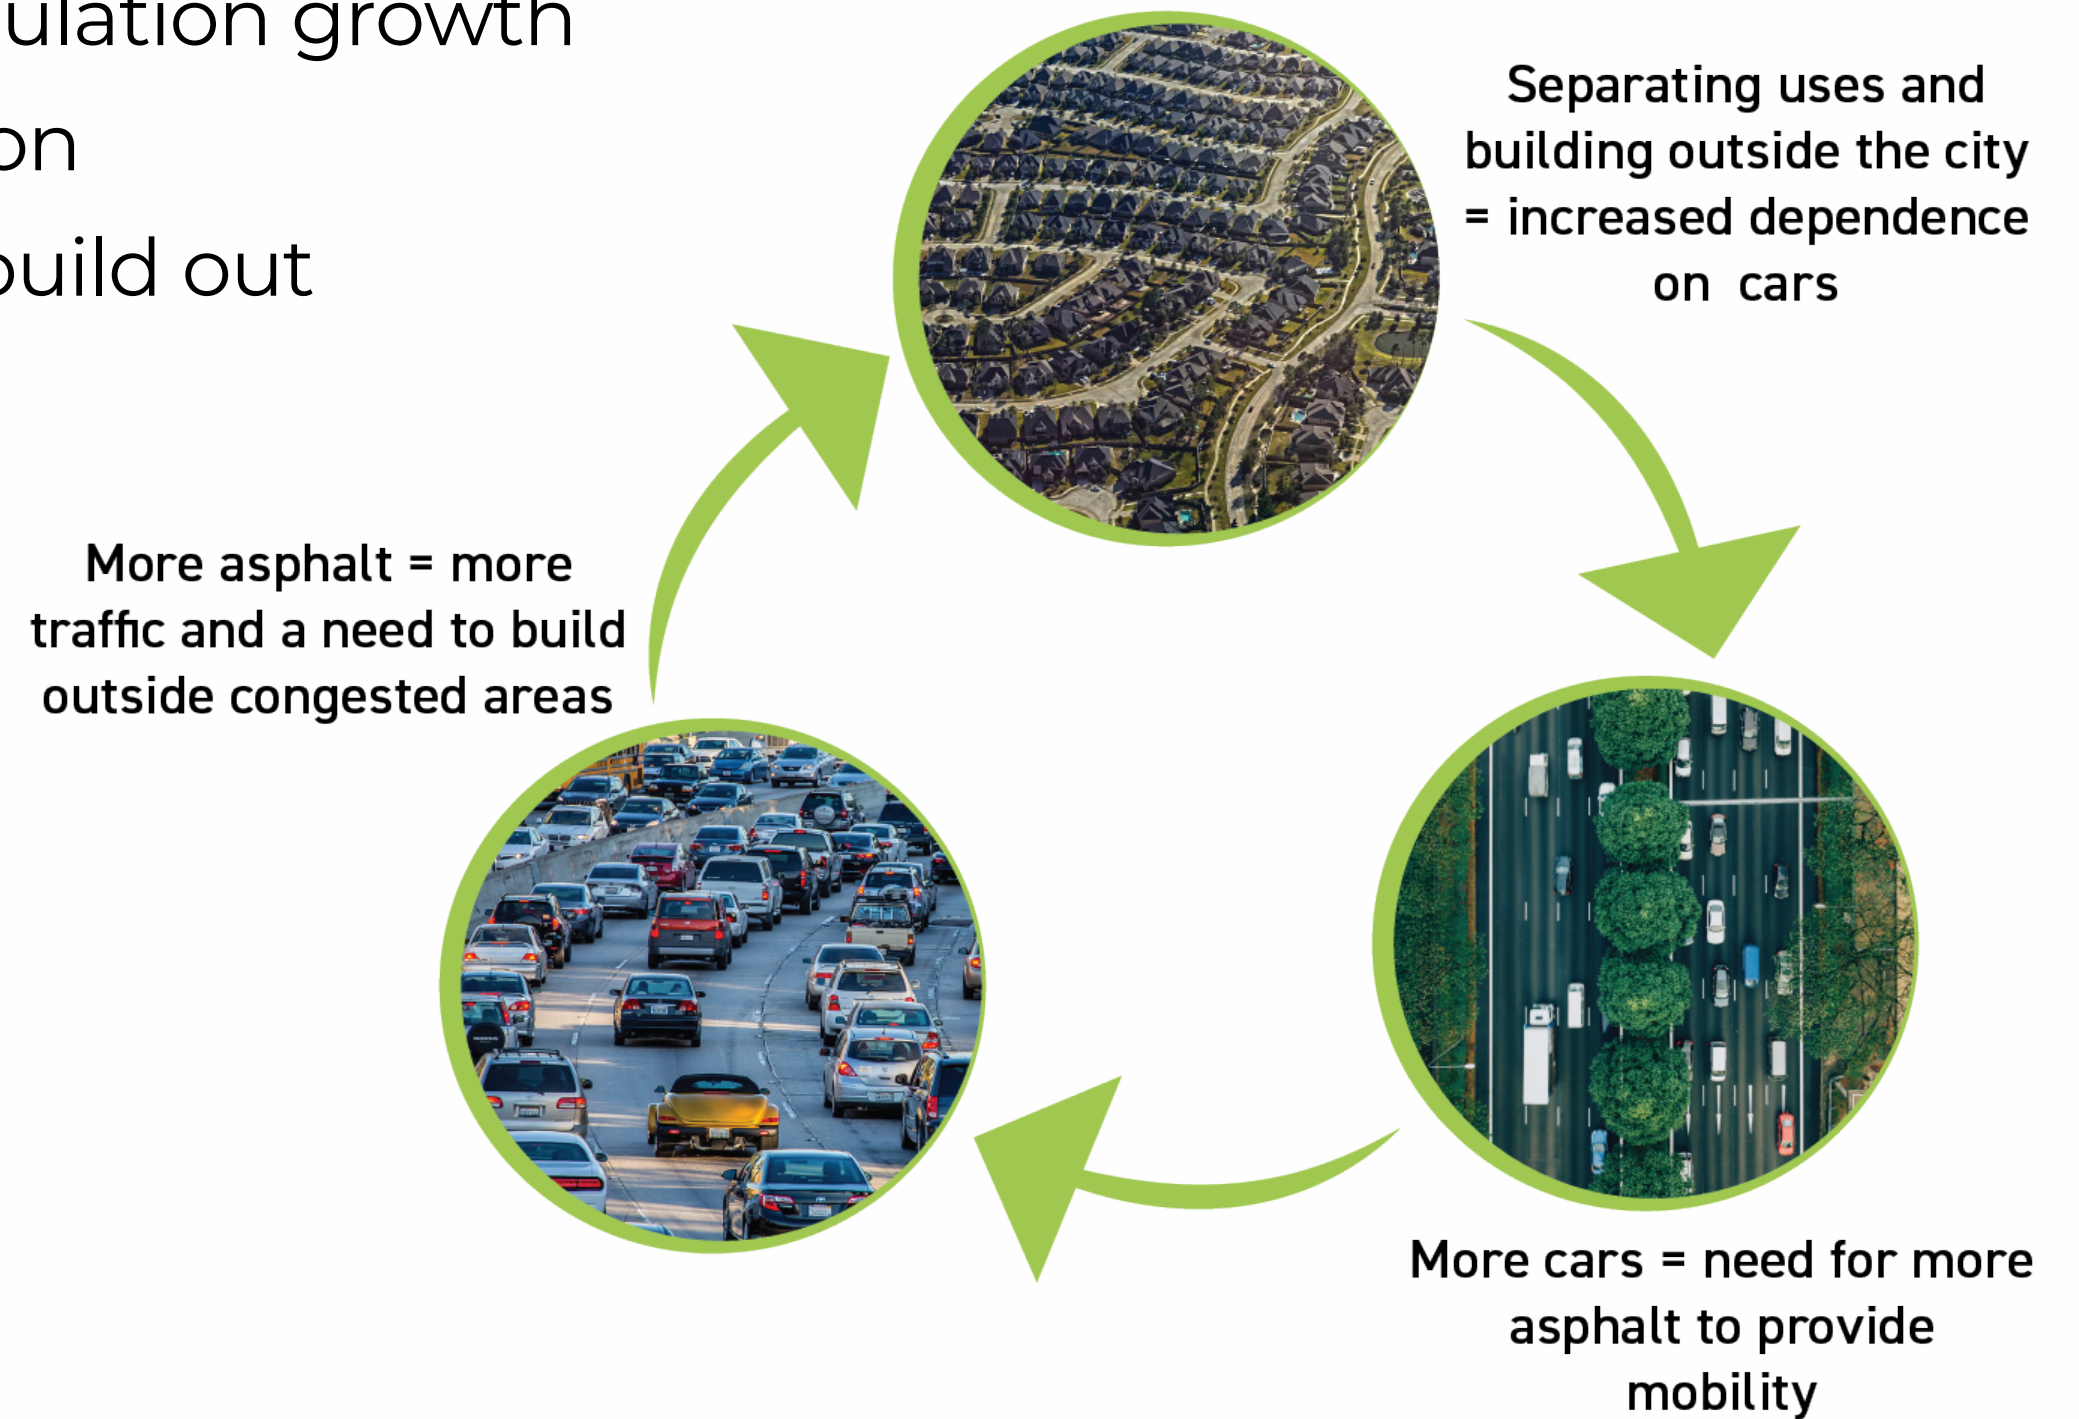 ulation growth
on
build out
Separating uses and
building outside the city
= increased dependence
on cars
More asphalt = more
traffic and a need to build
outside congested areas
More cars = need for more
asphalt to provide
mobility